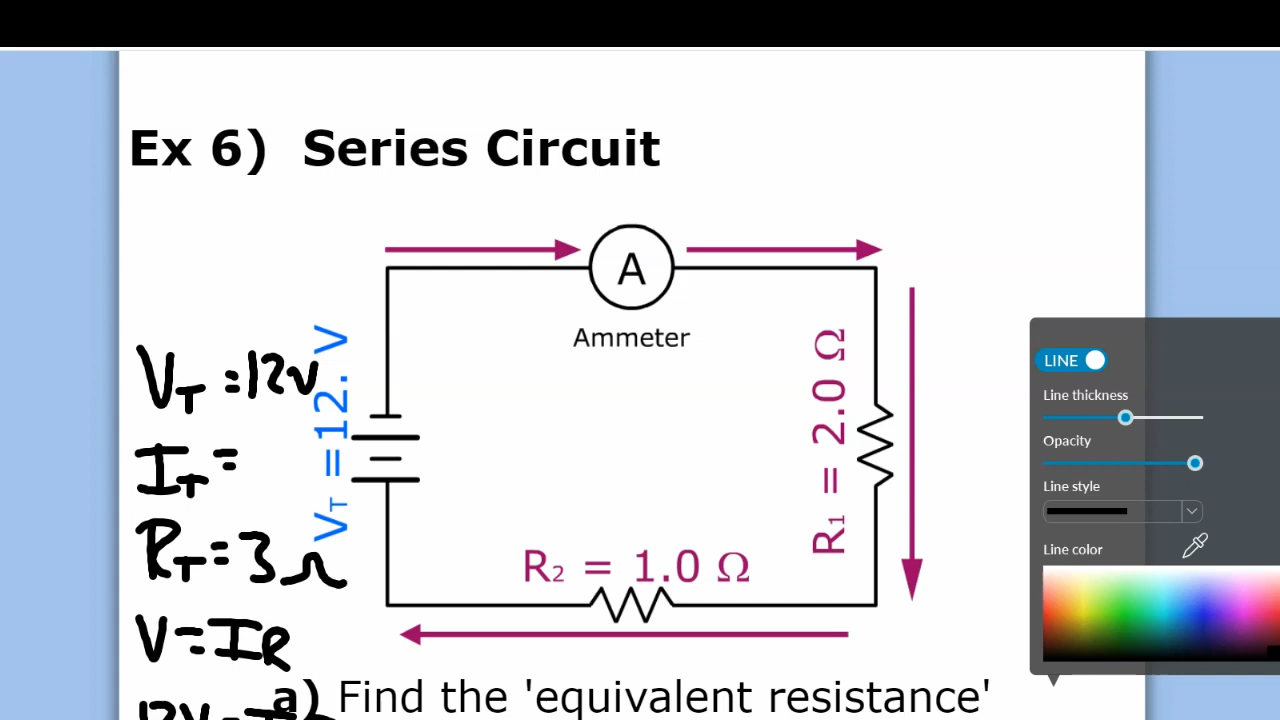 Ex 6) Series Circuit
A
Ammeter
VT = 12. V
R1 = 2.0 Ω
R2 = 1.0 Ω
VT = 12V
IT =
RT = 3Ω
V = IR
a) Find the 'equivalent resistance'
LINE
Line thickness
Opacity
Line style
Line color